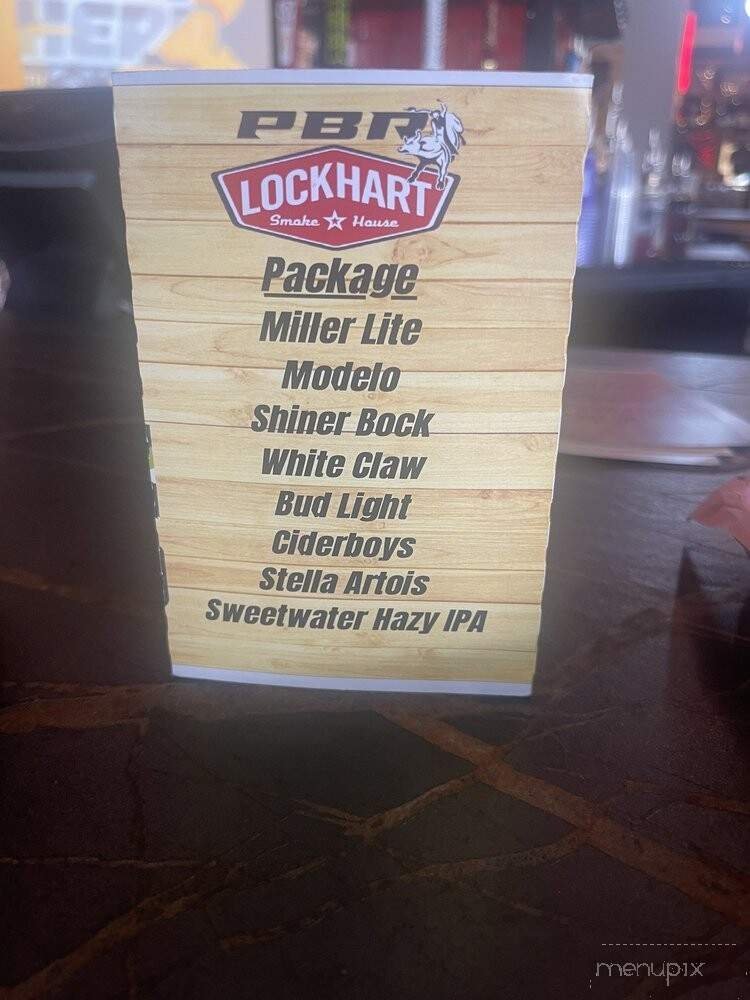 HERE
PBR
LOCKHART
Smoke House
Package
Miller Lite
Modelo
Shiner Bock
White Claw
Bud Light
Ciderboys
Stella Artois
Sweetwater Hazy IPA
menupix